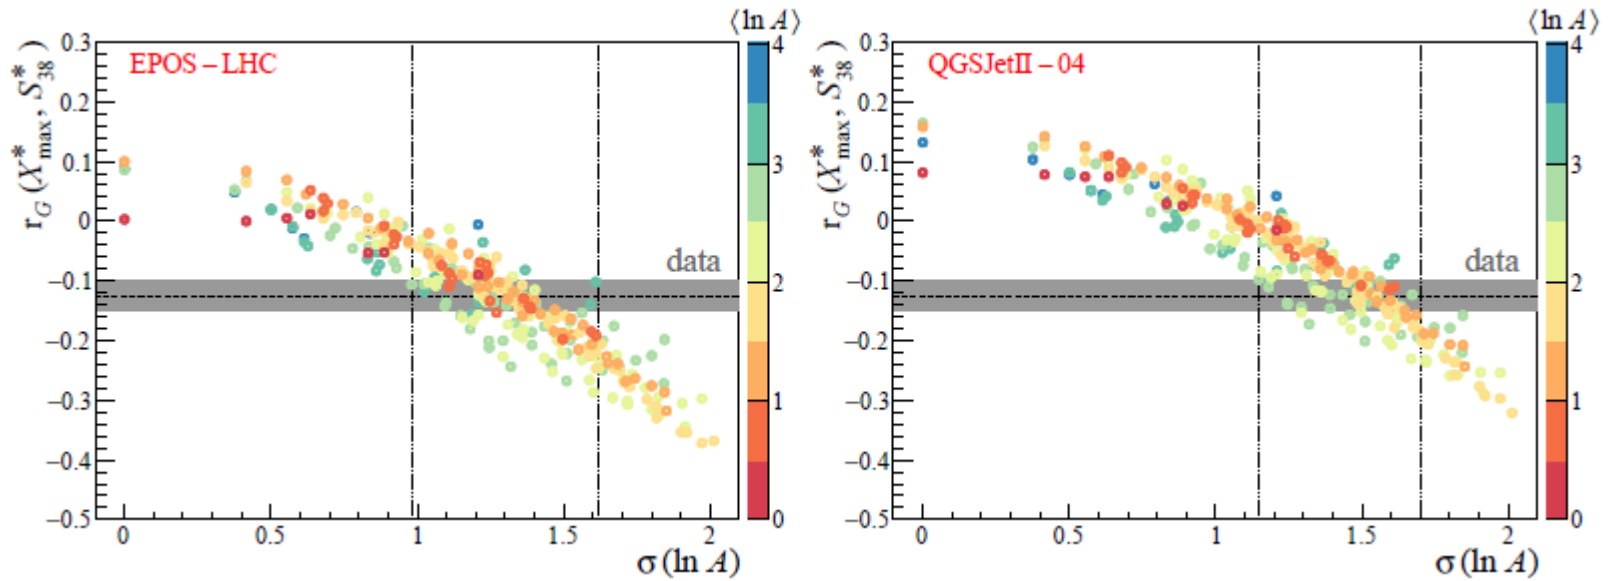 ⟨ln A⟩
EPOS – LHC
r_G (X*_max, S*_38)
0.3
0.2
0.1
0
−0.1
−0.2
−0.3
−0.4
−0.5
data
4
3
2
1
0
0 0.5 1 1.5 2
σ (ln A)
⟨ln A⟩
QGSJetII – 04
r_G (X*_max, S*_38)
0.3
0.2
0.1
0
−0.1
−0.2
−0.3
−0.4
−0.5
data
4
3
2
1
0
0 0.5 1 1.5 2
σ (ln A)